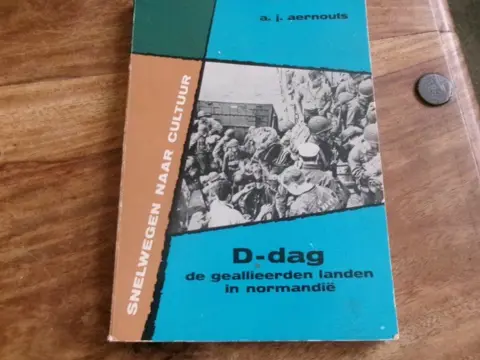 a. j. aernouts
SNELWEGEN NAAR CULTUUR
D-dag
de geallieerden landen
in normandië